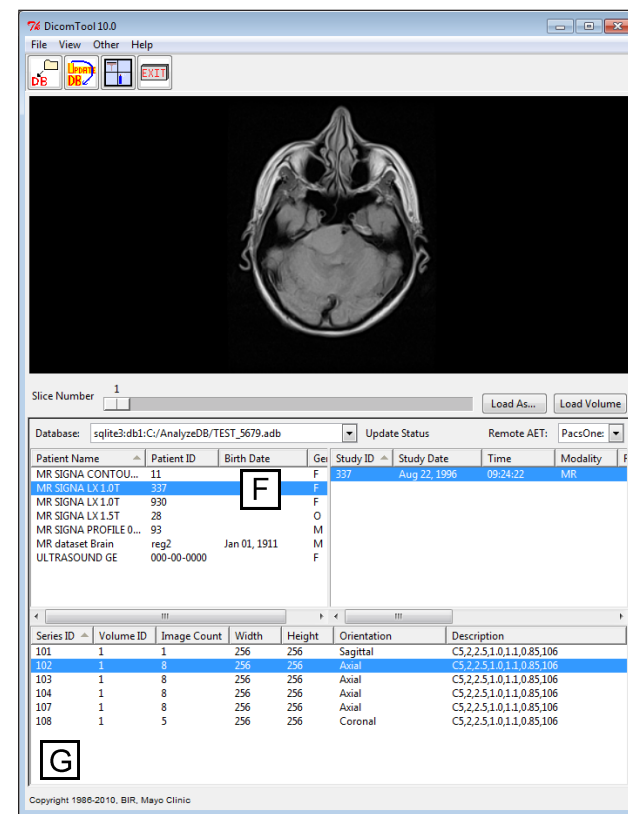 DicomTool 10.0
File View Other Help
DB UPDATE DB EXIT
Slice Number 1 Load As... Load Volume
Database: sqlite3:db1:C:/AnalyzeDB/TEST_5679.adb Update Status Remote AET: PacsOne:
Patient Name Patient ID Birth Date Gei Study ID Study Date Time Modality F
MR SIGNA CONTOU... 11 F 337 Aug 22, 1996 09:24:22 MR
MR SIGNA LX 1.0T 337 F
MR SIGNA LX 1.0T 930 F
MR SIGNA LX 1.5T 28 O
MR SIGNA PROFILE 0... 93 M
MR dataset Brain reg2 Jan 01, 1911 M
ULTRASOUND GE 000-00-0000 F
F
Series ID Volume ID Image Count Width Height Orientation Description
101 1 1 256 256 Sagittal C5,2,2.5,1.0,1.1,0.85,106
102 1 8 256 256 Axial C5,2,2.5,1.0,1.1,0.85,106
103 1 8 256 256 Axial C5,2,2.5,1.0,1.1,0.85,106
104 1 8 256 256 Axial C5,2,2.5,1.0,1.1,0.85,106
107 1 8 256 256 Axial C5,2,2.5,1.0,1.1,0.85,106
108 1 5 256 256 Coronal C5,2,2.5,1.0,1.1,0.85,106
G
Copyright 1986-2010, BIR, Mayo Clinic